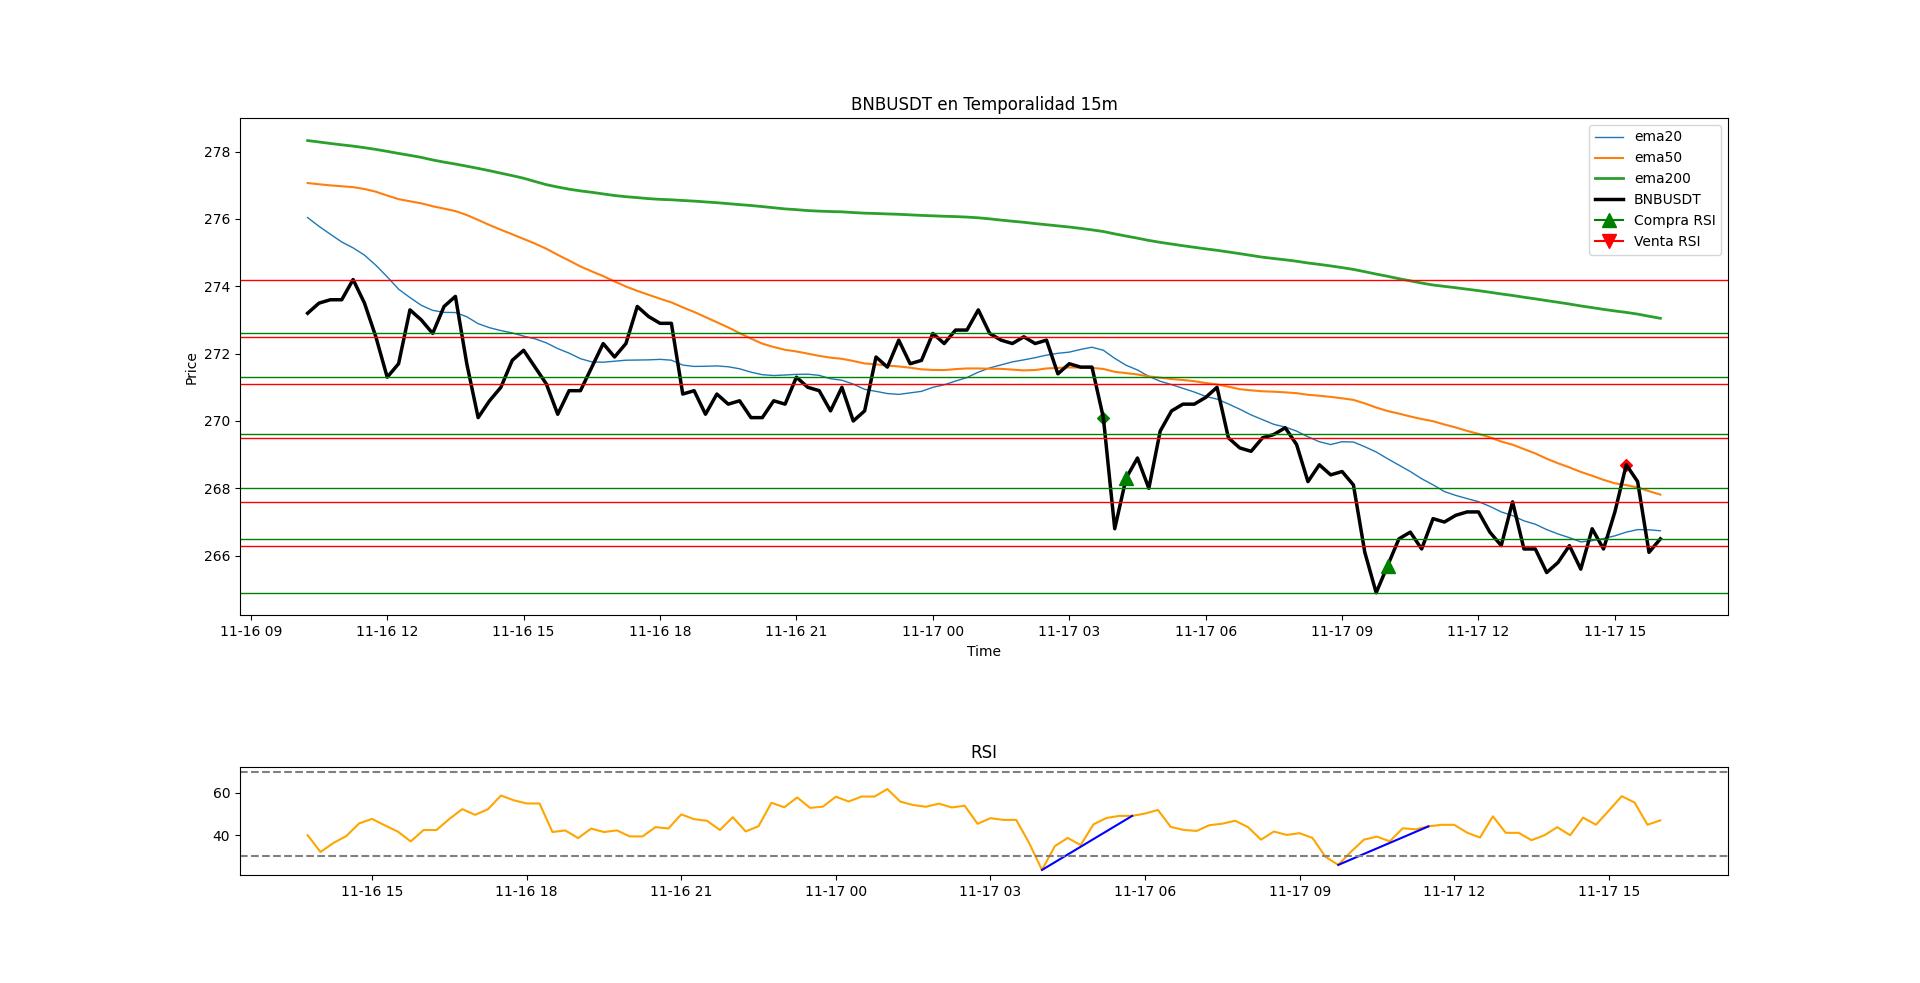 BNBUSDT en Temporalidad 15m
ema20
ema50
ema200
BNBUSDT
Compra RSI
Venta RSI
278
276
274
272
270
268
266
Price
11-16 09 11-16 12 11-16 15 11-16 18 11-16 21 11-17 00 11-17 03 11-17 06 11-17 09 11-17 12 11-17 15
Time
RSI
60
40
11-16 15 11-16 18 11-16 21 11-17 00 11-17 03 11-17 06 11-17 09 11-17 12 11-17 15